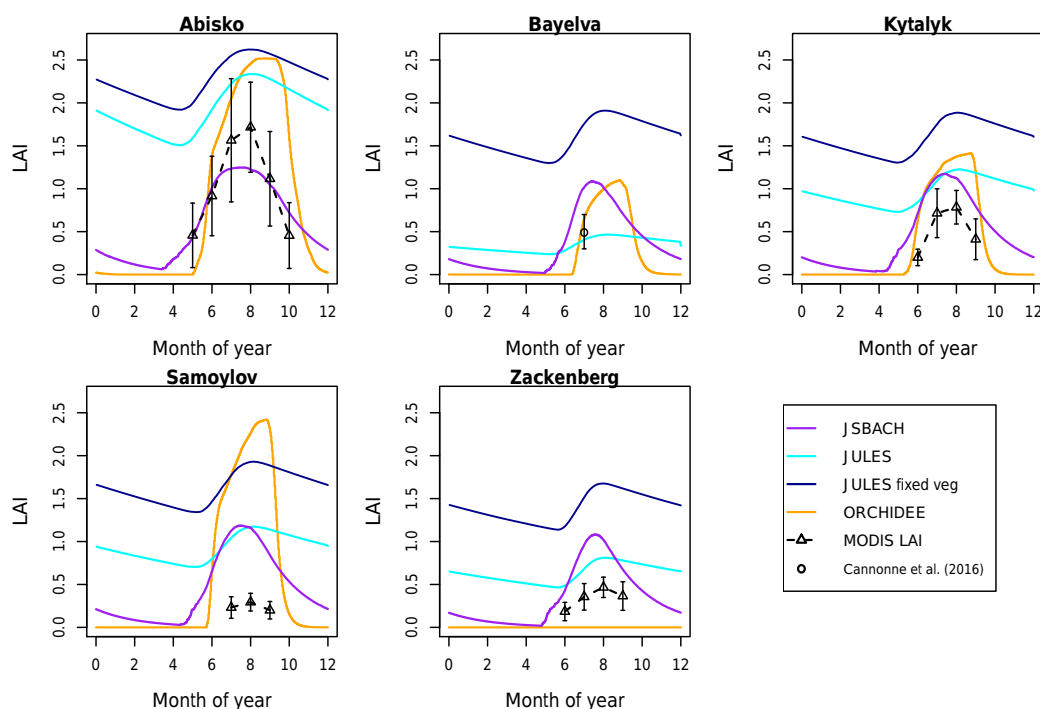 Abisko
Bayelva
Kytalyk
LAI
0.0 0.5 1.0 1.5 2.0 2.5
0 2 4 6 8 10 12
Month of year
LAI
0.0 0.5 1.0 1.5 2.0 2.5
0 2 4 6 8 10 12
Month of year
LAI
0.0 0.5 1.0 1.5 2.0 2.5
0 2 4 6 8 10 12
Month of year
Samoylov
Zackenberg
LAI
0.0 0.5 1.0 1.5 2.0 2.5
0 2 4 6 8 10 12
Month of year
LAI
0.0 0.5 1.0 1.5 2.0 2.5
0 2 4 6 8 10 12
Month of year
JSBACH
JULES
JULES fixed veg
ORCHIDEE
MODIS LAI
Cannonne et al. (2016)